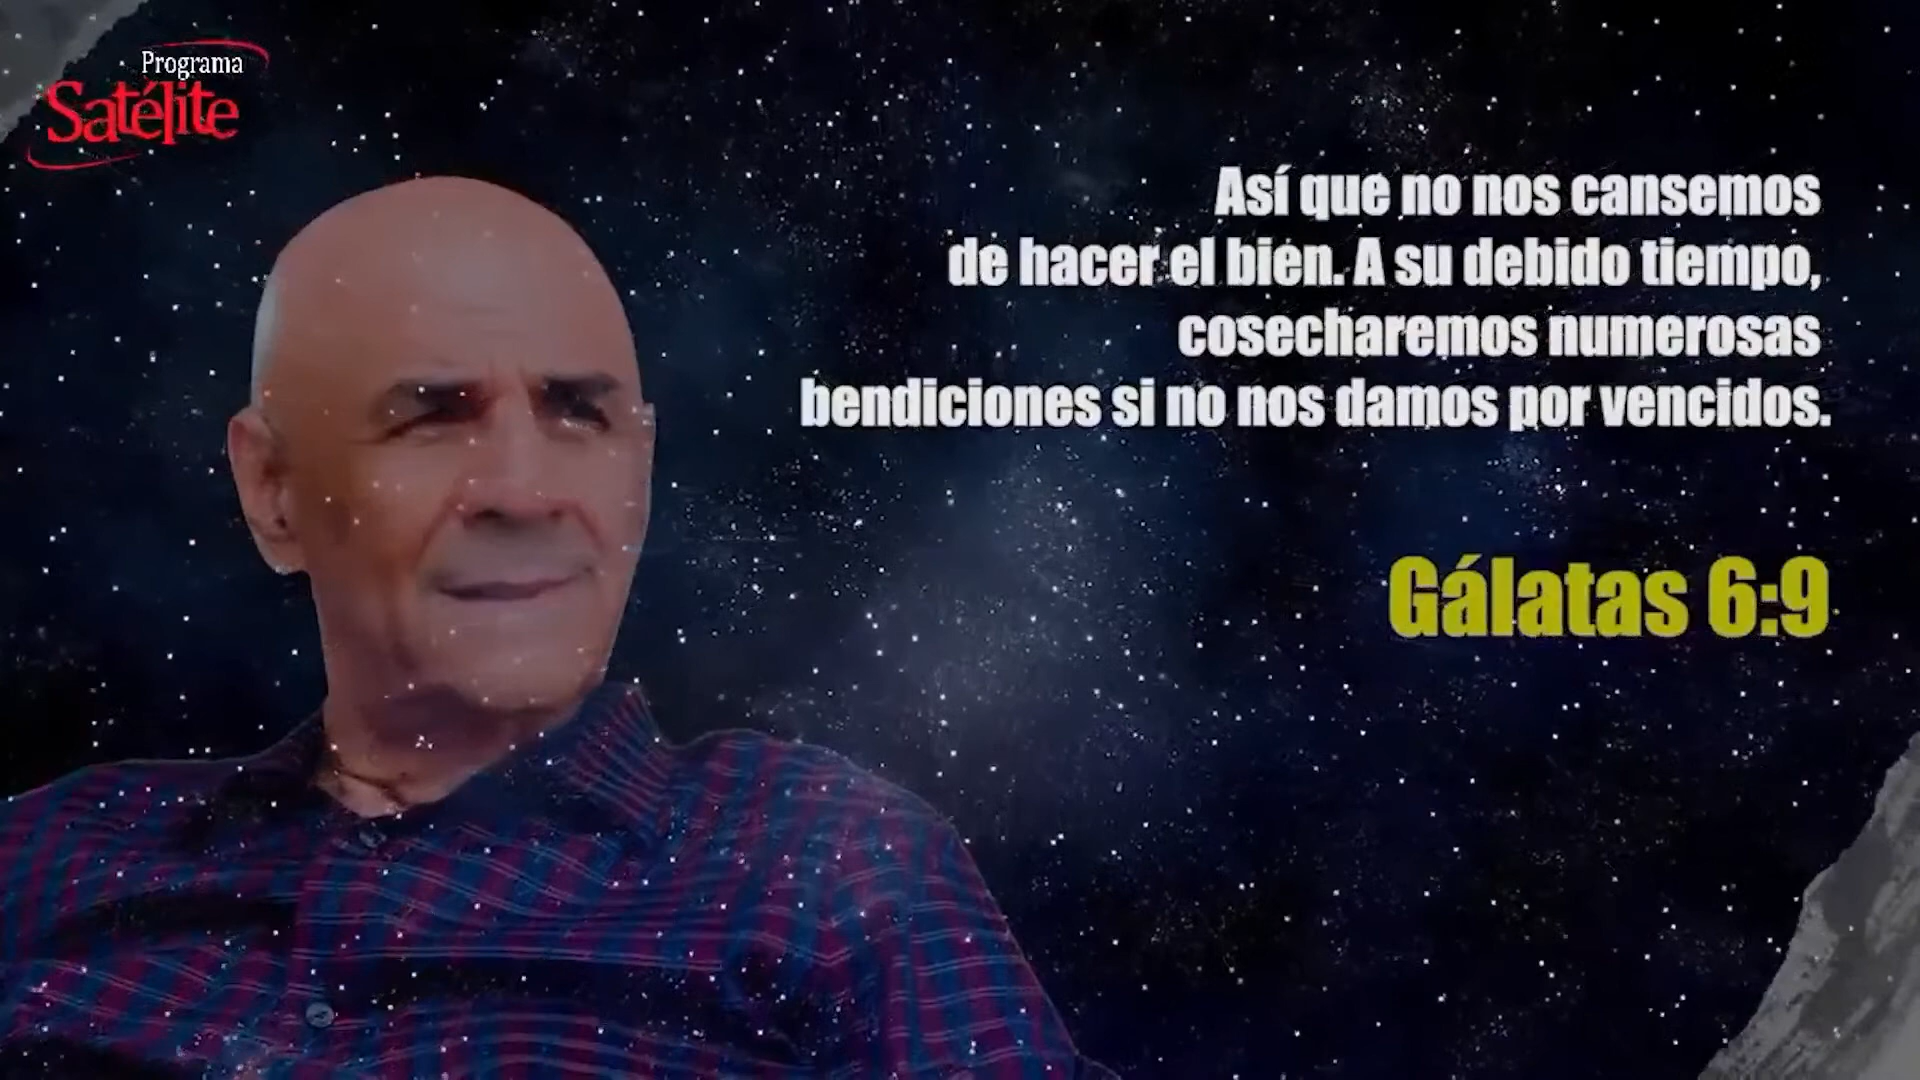 Programa
Satélite
Así que no nos cansemos
de hacer el bien. A su debido tiempo,
cosecharemos numerosas
bendiciones si no nos damos por vencidos.
Gálatas 6:9